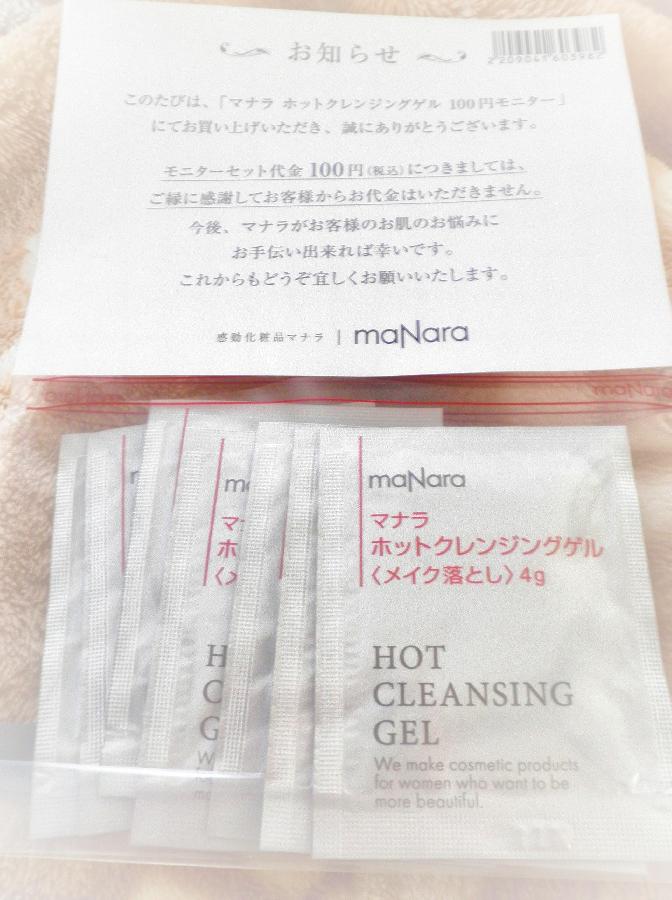 お知らせ
このたびは、「マナラ ホットクレンジングゲル 100円モニター」
にてお買い上げいただき、誠にありがとうございます。
モニターセット代金 100円(税込)につきましては、
ご縁に感謝してお客様からお代金はいただきません。
今後、マナラがお客様のお肌のお悩みに
お手伝い出来れば幸いです。
これからもどうぞ宜しくお願いいたします。
感動化粧品マナラ | maNara
maNara
m
マナ
ホ
〈メ
H
C
G
W
maNara
マナラ
ホットクレンジングゲル
〈メイク落とし〉4g
HOT
CLEANSING
GEL
We make cosmetic products
for women who want to be
more beautiful.